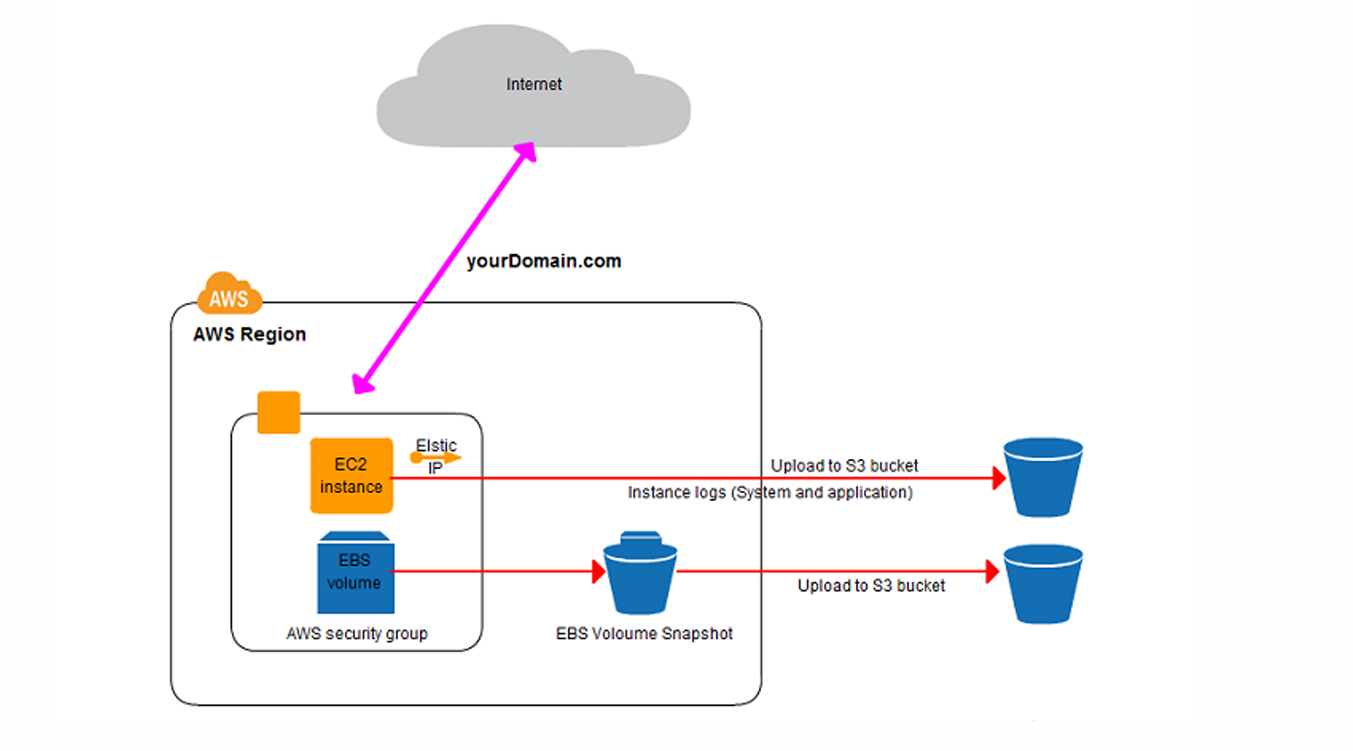 Internet
yourDomain.com
AWS
AWS Region
Elstic
IP
EC2
instance
Upload to S3 bucket
Instance logs (System and application)
EBS
volume
Upload to S3 bucket
AWS security group
EBS Voloume Snapshot